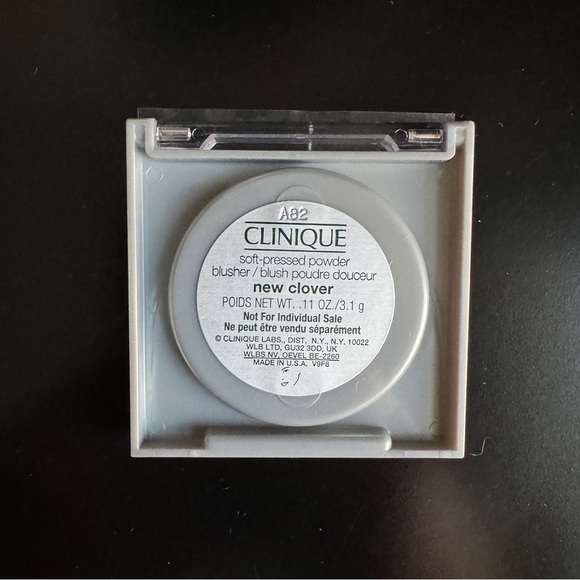 A82
CLINIQUE
soft-pressed powder
blusher / blush poudre douceur
new clover
POIDS NET WT. .11 OZ./3.1 g
Not For Individual Sale
Ne peut être vendu séparément
© CLINIQUE LABS., DIST. N.Y., N.Y. 10022
WLB LTD, GU32 3DD, UK
WLBS NV, OEVEL BE-2260
MADE IN U.S.A. V9F6